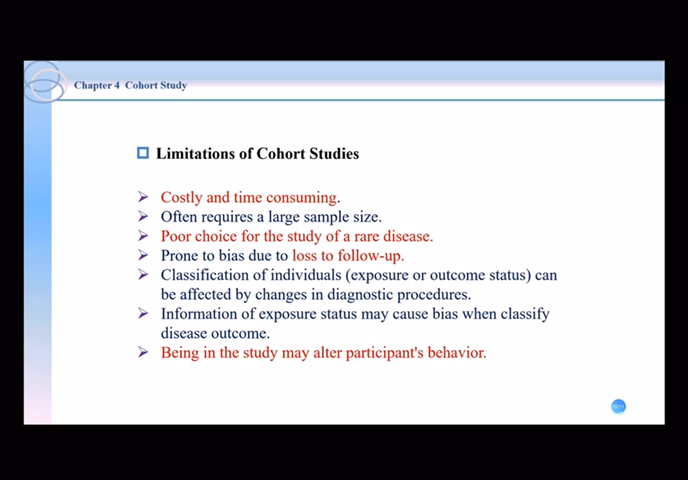 Chapter 4 Cohort Study
Limitations of Cohort Studies
Costly and time consuming.
Often requires a large sample size.
Poor choice for the study of a rare disease.
Prone to bias due to loss to follow-up.
Classification of individuals (exposure or outcome status) can
be affected by changes in diagnostic procedures.
Information of exposure status may cause bias when classify
disease outcome.
Being in the study may alter participant's behavior.